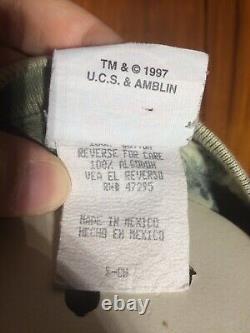 TM & © 1997
U.C.S. & AMBLIN
100% COTTON
REVERSE FOR CARE
100% ALGODON
VEA EL REVERSO
RN# 47295
MADE IN MEXICO
HECHO EN MEXICO